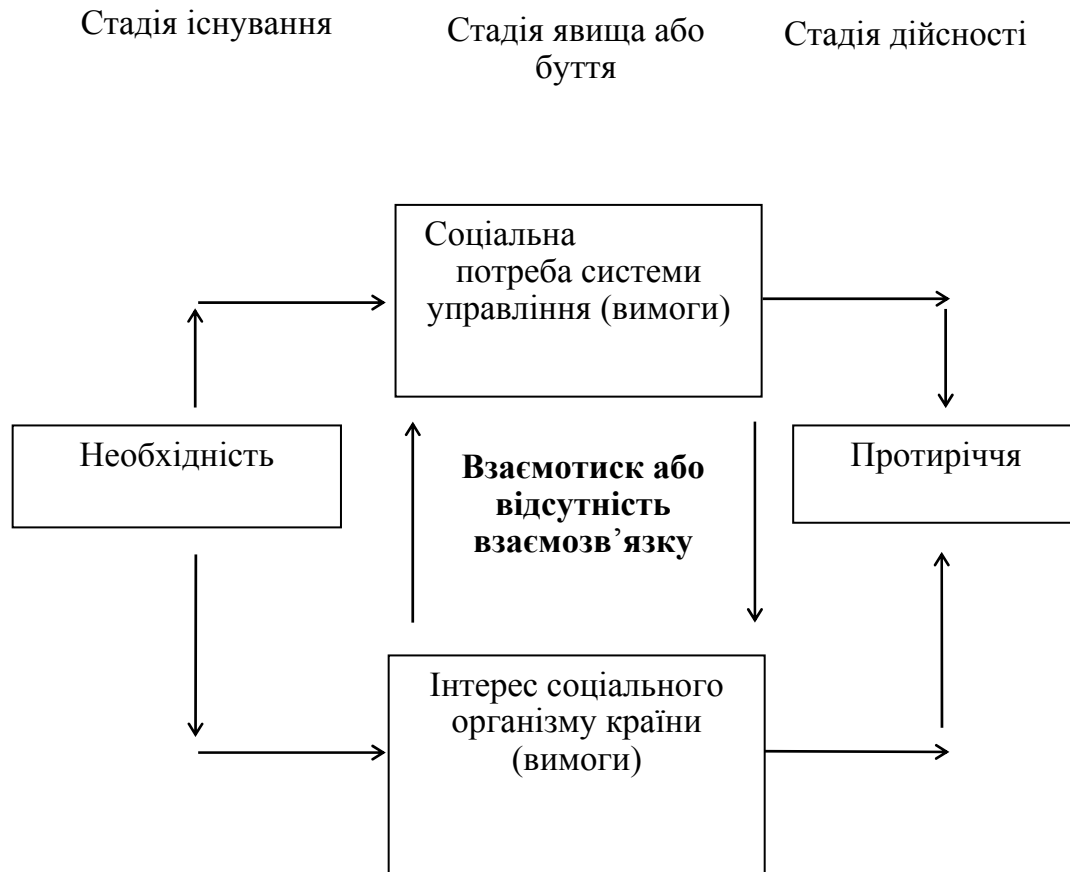 Стадія існування
Стадія явища або
буття
Стадія дійсності
Соціальна
потреба системи
управління (вимоги)
Необхідність
Взаємотиск або
відсутність
взаємозв’язку
Протиріччя
Інтерес соціального
організму країни
(вимоги)